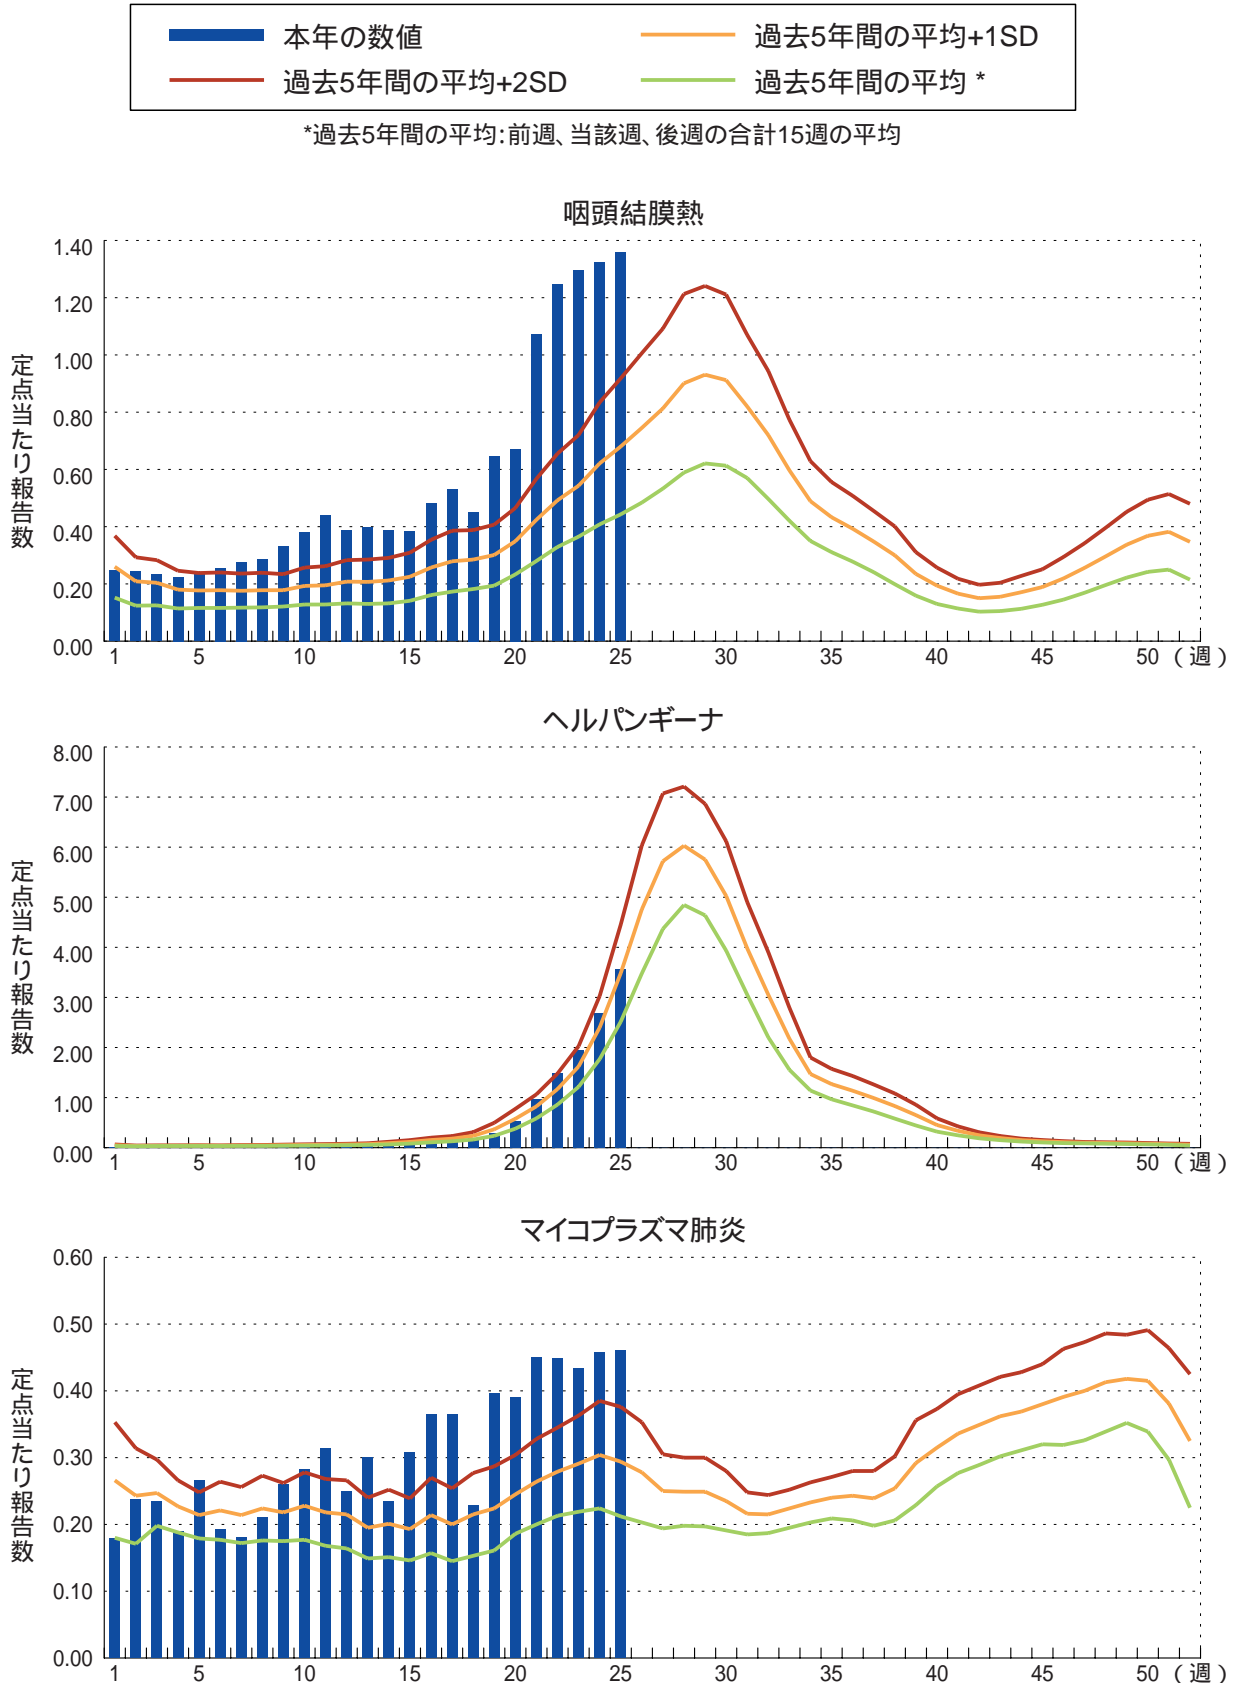 本年の数値
過去5年間の平均+1SD
過去5年間の平均+2SD
過去5年間の平均 *
*過去5年間の平均:前週、当該週、後週の合計15週の平均
咽頭結膜熱
定点当たり報告数
1.40
1.20
1.00
0.80
0.60
0.40
0.20
0.00
1 5 10 15 20 25 30 35 40 45 50 (週)
ヘルパンギーナ
定点当たり報告数
8.00
7.00
6.00
5.00
4.00
3.00
2.00
1.00
0.00
1 5 10 15 20 25 30 35 40 45 50 (週)
マイコプラズマ肺炎
定点当たり報告数
0.60
0.50
0.40
0.30
0.20
0.10
0.00
1 5 10 15 20 25 30 35 40 45 50 (週)